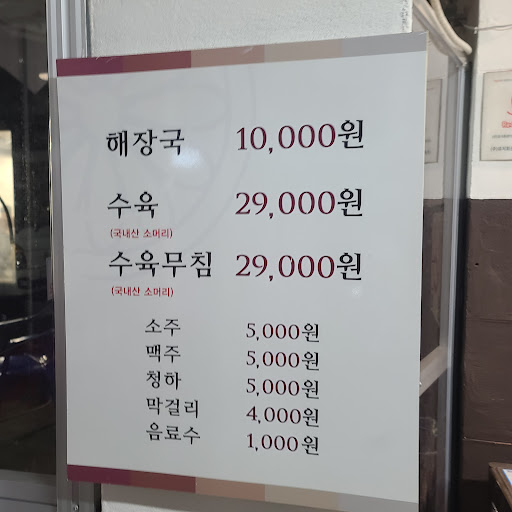 해장국 10,000원
수육 29,000원
(국내산 소머리)
수육무침 29,000원
(국내산 소머리)
소주 5,000원
맥주 5,000원
청하 5,000원
막걸리 4,000원
음료수 1,000원